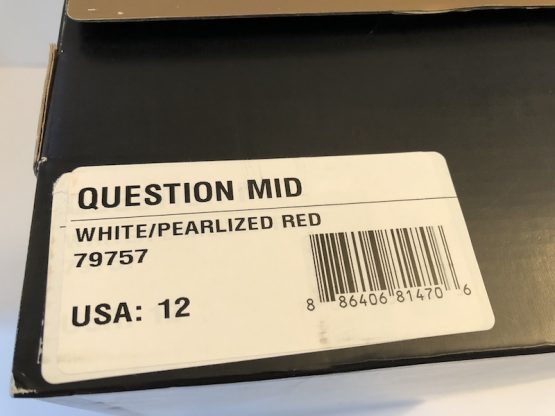 QUESTION MID
WHITE/PEARLIZED RED
79757
USA: 12
8 86406 81470 6